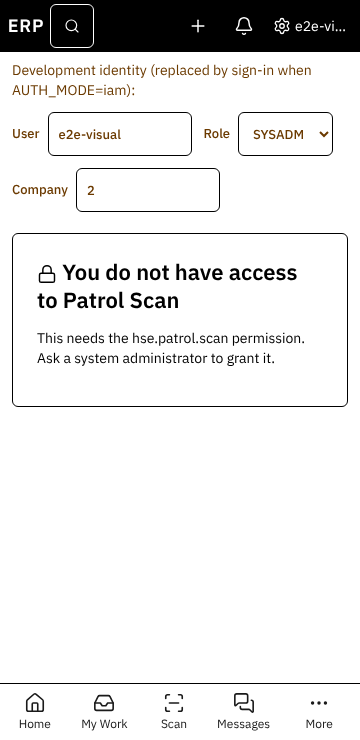 ERP
e2e-vi...
Development identity (replaced by sign-in when
AUTH_MODE=iam):
User e2e-visual Role SYSADM
Company 2
You do not have access
to Patrol Scan
This needs the hse.patrol.scan permission.
Ask a system administrator to grant it.
Home My Work Scan Messages More